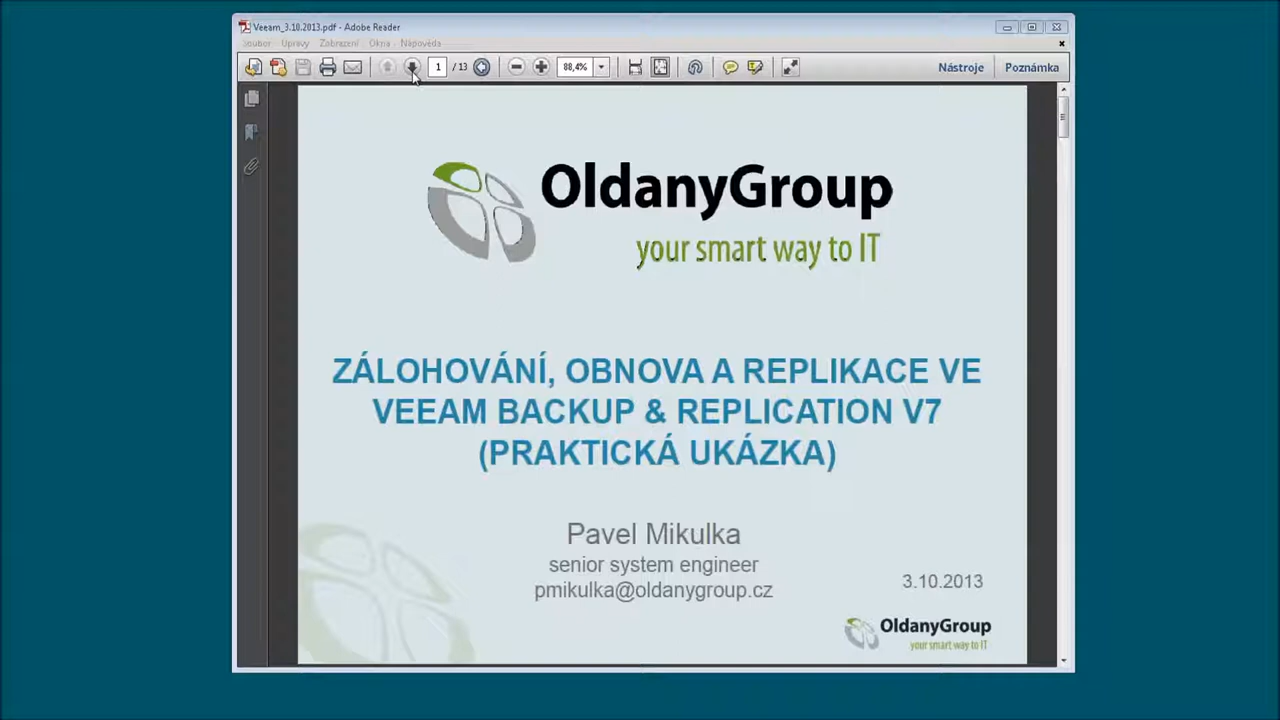 Veeam_3.10.2013.pdf - Adobe Reader
Soubor Úpravy Zobrazení Okna Nápověda
1 / 13 88,4% Nástroje Poznámka
OldanyGroup
your smart way to IT
ZÁLOHOVÁNÍ, OBNOVA A REPLIKACE VE
VEEAM BACKUP & REPLICATION V7
(PRAKTICKÁ UKÁZKA)
Pavel Mikulka
senior system engineer
pmikulka@oldanygroup.cz
3.10.2013
OldanyGroup
your smart way to IT